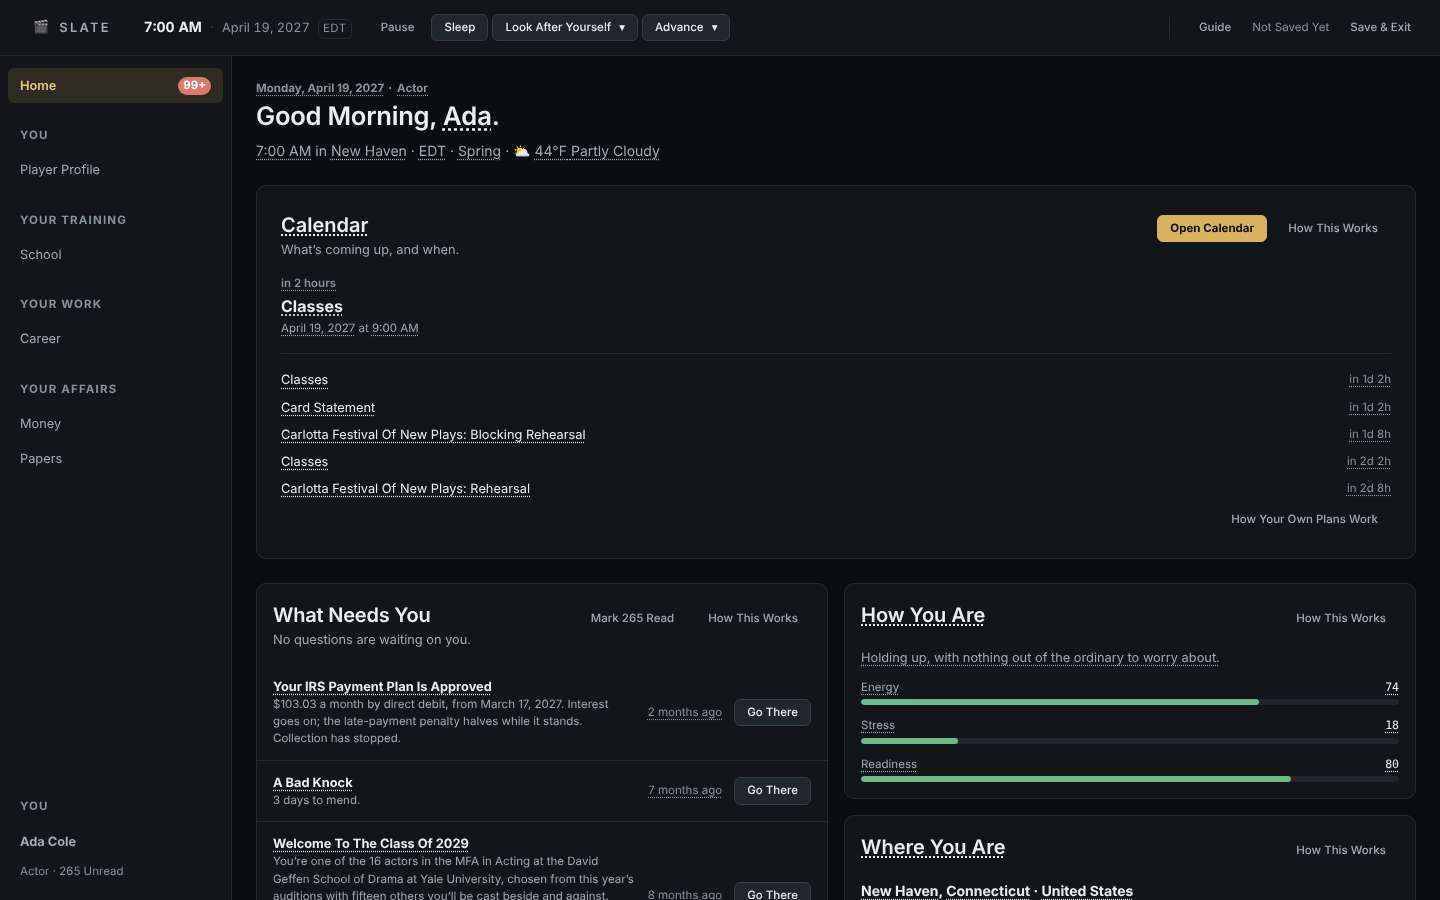 SLATE 7:00 AM · April 19, 2027 EDT Pause Sleep Look After Yourself ▾ Advance ▾ Guide Not Saved Yet Save & Exit
Home 99+
YOU
Player Profile
YOUR TRAINING
School
YOUR WORK
Career
YOUR AFFAIRS
Money
Papers
YOU
Ada Cole
Actor · 265 Unread
Monday, April 19, 2027 · Actor
Good Morning, Ada.
7:00 AM in New Haven · EDT · Spring · 44°F Partly Cloudy
Calendar
Open Calendar How This Works
What's coming up, and when.
in 2 hours
Classes
April 19, 2027 at 9:00 AM
Classes in 1d 2h
Card Statement in 1d 2h
Carlotta Festival Of New Plays: Blocking Rehearsal in 1d 8h
Classes in 2d 2h
Carlotta Festival Of New Plays: Rehearsal in 2d 8h
How Your Own Plans Work
What Needs You Mark 265 Read How This Works
No questions are waiting on you.
Your IRS Payment Plan Is Approved
$103.03 a month by direct debit, from March 17, 2027. Interest
goes on; the late-payment penalty halves while it stands.
Collection has stopped.
2 months ago Go There
A Bad Knock
3 days to mend.
7 months ago Go There
Welcome To The Class Of 2029
You're one of the 16 actors in the MFA in Acting at the David
Geffen School of Drama at Yale University, chosen from this year's
auditions with fifteen others you'll be cast beside and against.
8 months ago Go There
How You Are How This Works
Holding up, with nothing out of the ordinary to worry about.
Energy 74
Stress 18
Readiness 80
Where You Are How This Works
New Haven, Connecticut · United States